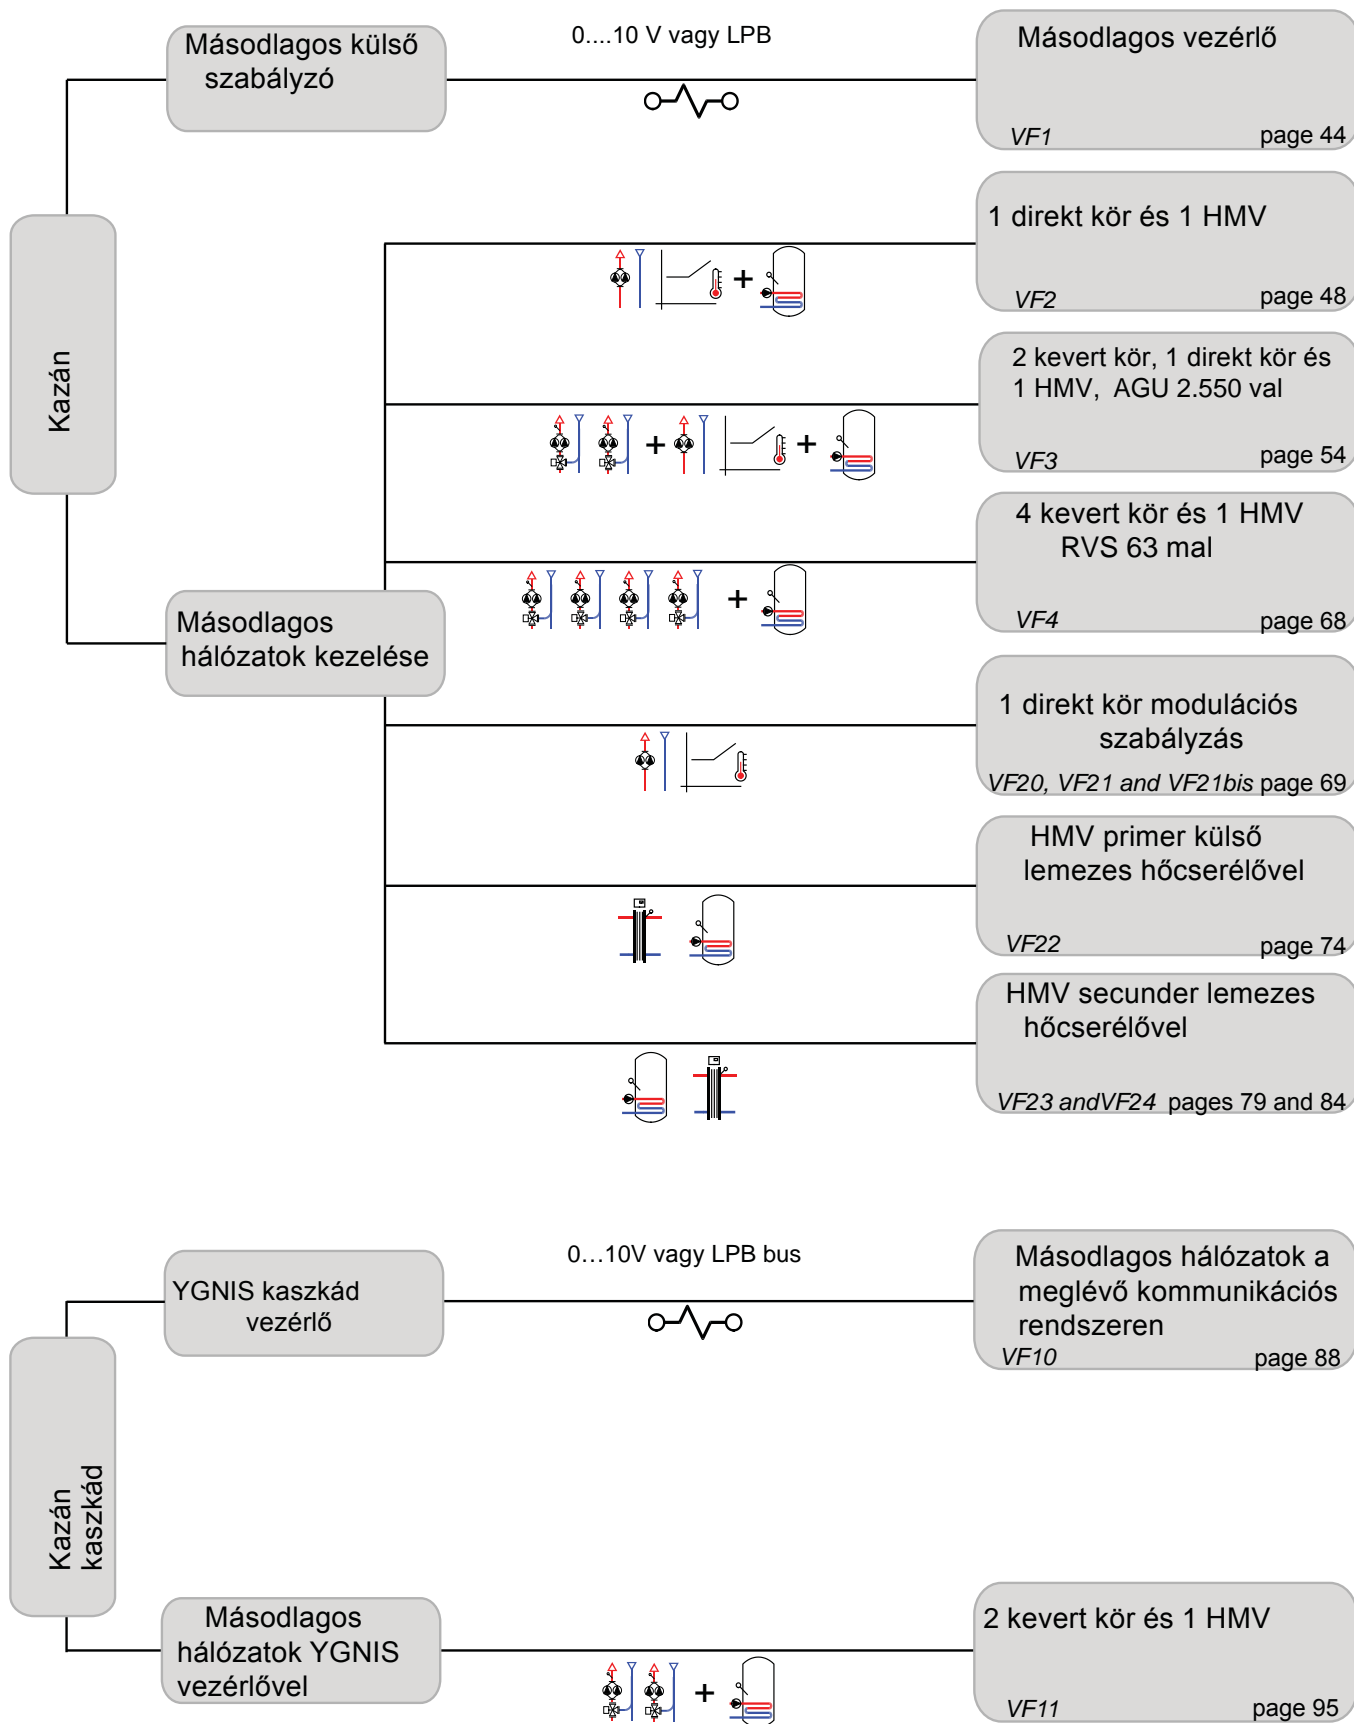 Másodlagos külső
szabályzó
0....10 V vagy LPB
Másodlagos vezérlő
VF1 page 44
Kazán
1 direkt kör és 1 HMV
VF2 page 48
2 kevert kör, 1 direkt kör és
1 HMV, AGU 2.550 val
VF3 page 54
4 kevert kör és 1 HMV
RVS 63 mal
VF4 page 68
Másodlagos
hálózatok kezelése
1 direkt kör modulációs
szabályzás
VF20, VF21 and VF21bis page 69
HMV primer külső
lemezes hőcserélővel
VF22 page 74
HMV secunder lemezes
hőcserélővel
VF23 andVF24 pages 79 and 84
YGNIS kaszkád
vezérlő
0...10V vagy LPB bus
Másodlagos hálózatok a
meglévő kommunikációs
rendszeren
VF10 page 88
Kazán
kaszkád
Másodlagos
hálózatok YGNIS
vezérlővel
2 kevert kör és 1 HMV
VF11 page 95